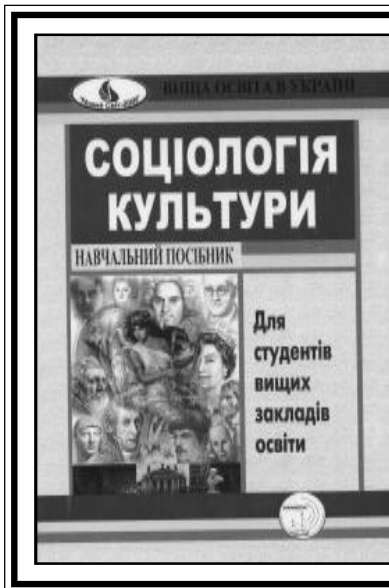 ВИЩА ОСВІТА В УКРАЇНІ
СОЦІОЛОГІЯ
КУЛЬТУРИ
НАВЧАЛЬНИЙ ПОСІБНИК
Для
студентів
вищих
закладів
освіти